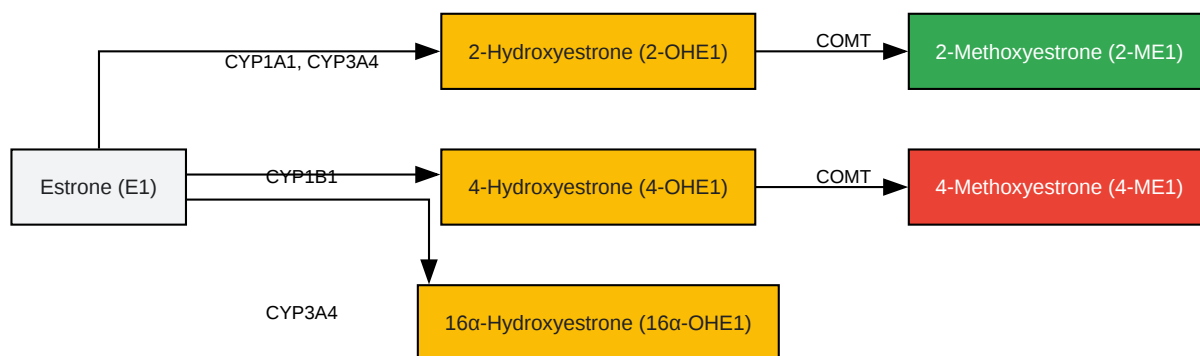 2-Hydroxyestrone (2-OHE1)
COMT
2-Methoxyestrone (2-ME1)
CYP1A1, CYP3A4
Estrone (E1)
CYP1B1
4-Hydroxyestrone (4-OHE1)
COMT
4-Methoxyestrone (4-ME1)
CYP3A4
16α-Hydroxyestrone (16α-OHE1)